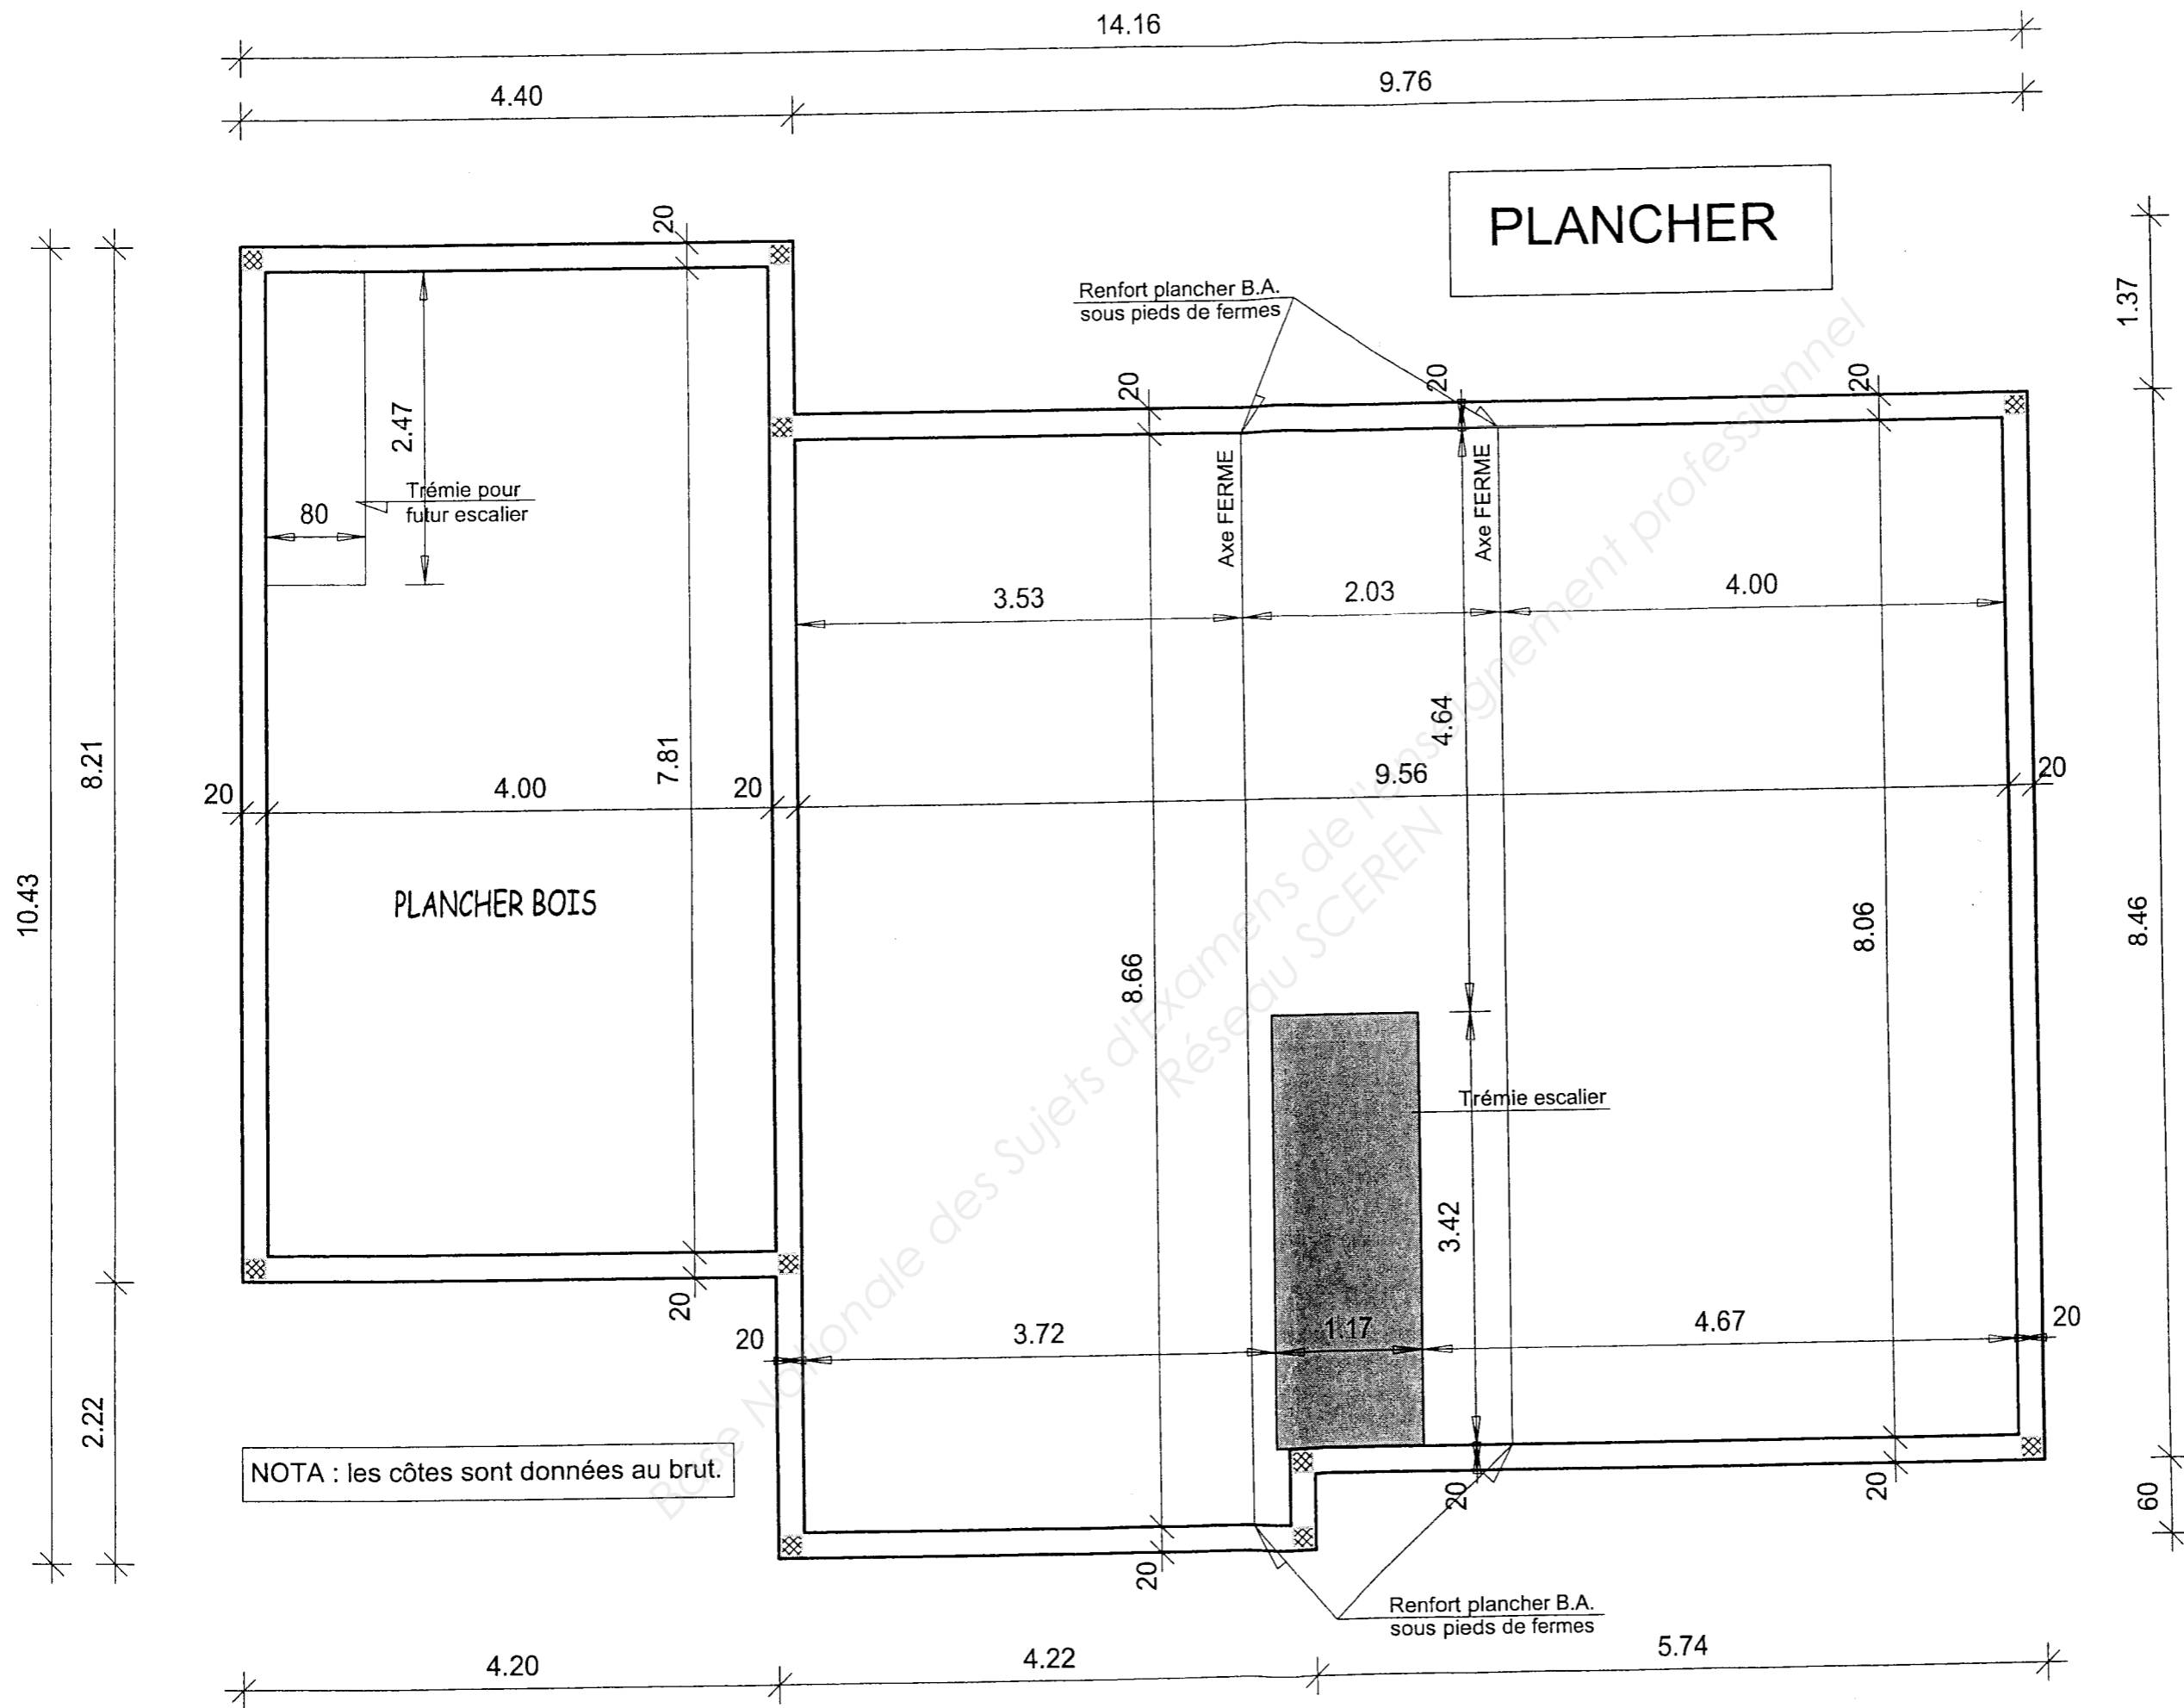 14.16
4.40
9.76
PLANCHER
20
1.37
Renfort plancher B.A.
sous pieds de fermes
20
20
20
2.47
Trémie pour
futur escalier
80
Axe FERME
Axe FERME
3.53
2.03
4.00
8.21
7.81
4.64
20
4.00
20
9.56
20
10.43
PLANCHER BOIS
8.66
8.06
8.46
Trémie escalier
3.42
20
20
3.72
1.17
4.67
20
2.22
NOTA : les côtes sont données au brut.
20
20
60
20
Renfort plancher B.A.
sous pieds de fermes
4.20
4.22
5.74
Base Nationale des Sujets d'Examens de l'enseignement professionnel
Réseau SCEREN